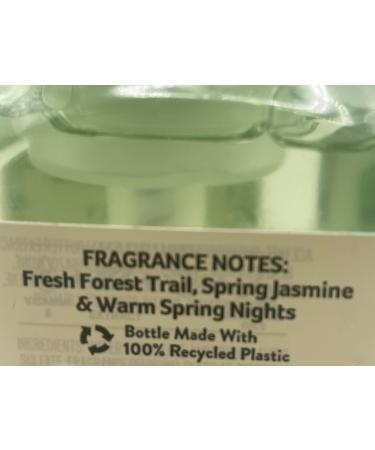 FRAGRANCE NOTES:
Fresh Forest Trail, Spring Jasmine
& Warm Spring Nights
Bottle Made With
100% Recycled Plastic